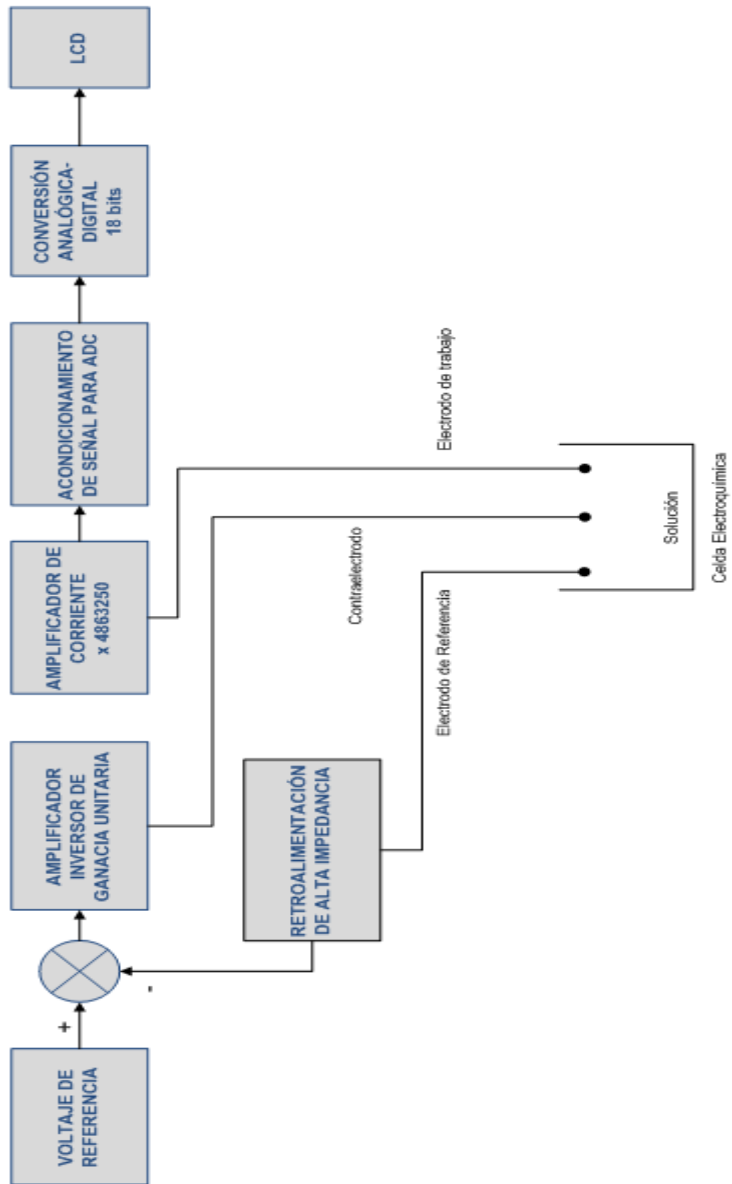 VOLTAJE DE
REFERENCIA
+
-
AMPLIFICADOR
INVERSOR DE
GANACIA UNITARIA
AMPLIFICADOR DE
CORRIENTE
x 4863250
ACONDICIONAMIENTO
DE SEÑAL PARA ADC
CONVERSIÓN
ANALÓGICA-
DIGITAL
18 bits
LCD
RETROALIMENTACIÓN
DE ALTA IMPEDANCIA
Contraelectrodo
Electrodo de trabajo
Electrodo de Referencia
Solución
Celda Electroquímica